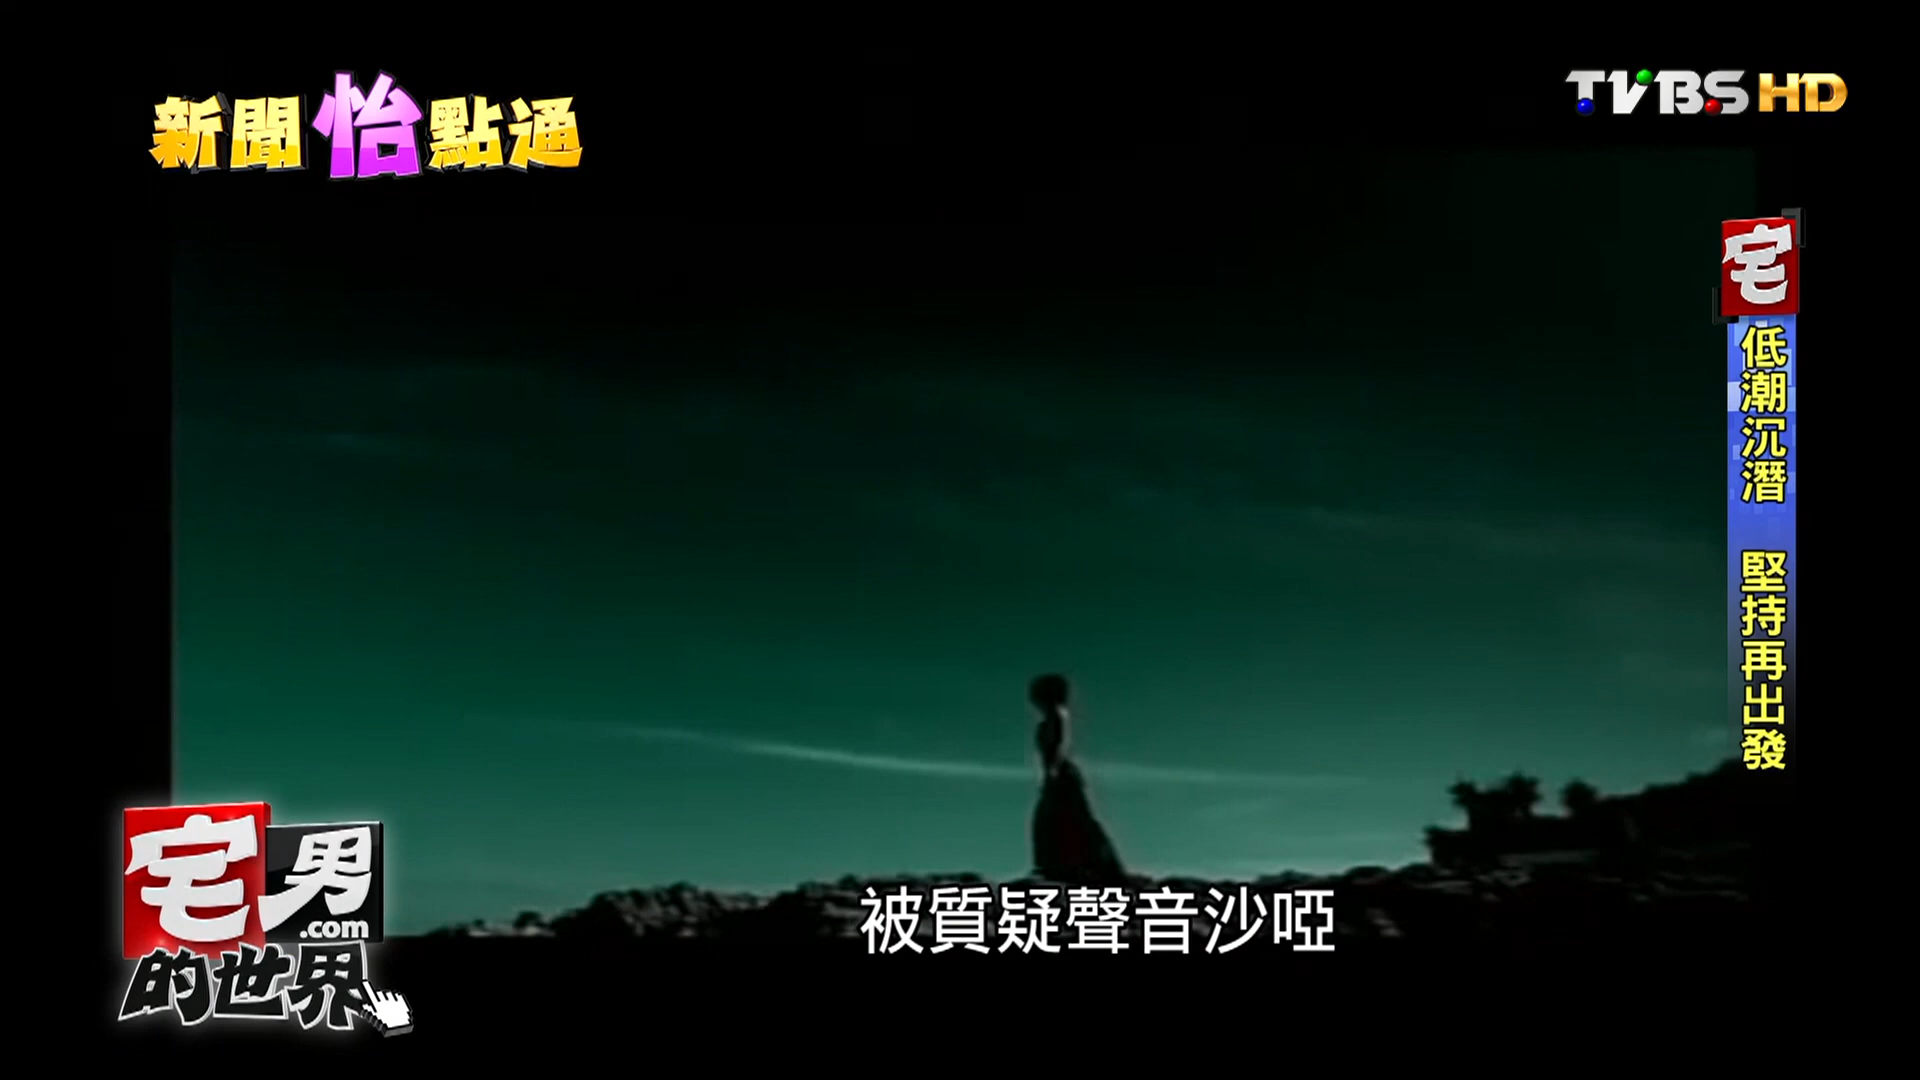 新聞怡點通
TVBS HD
宅
低潮沉潛 堅持再出發
宅男.com
的世界
被質疑聲音沙啞